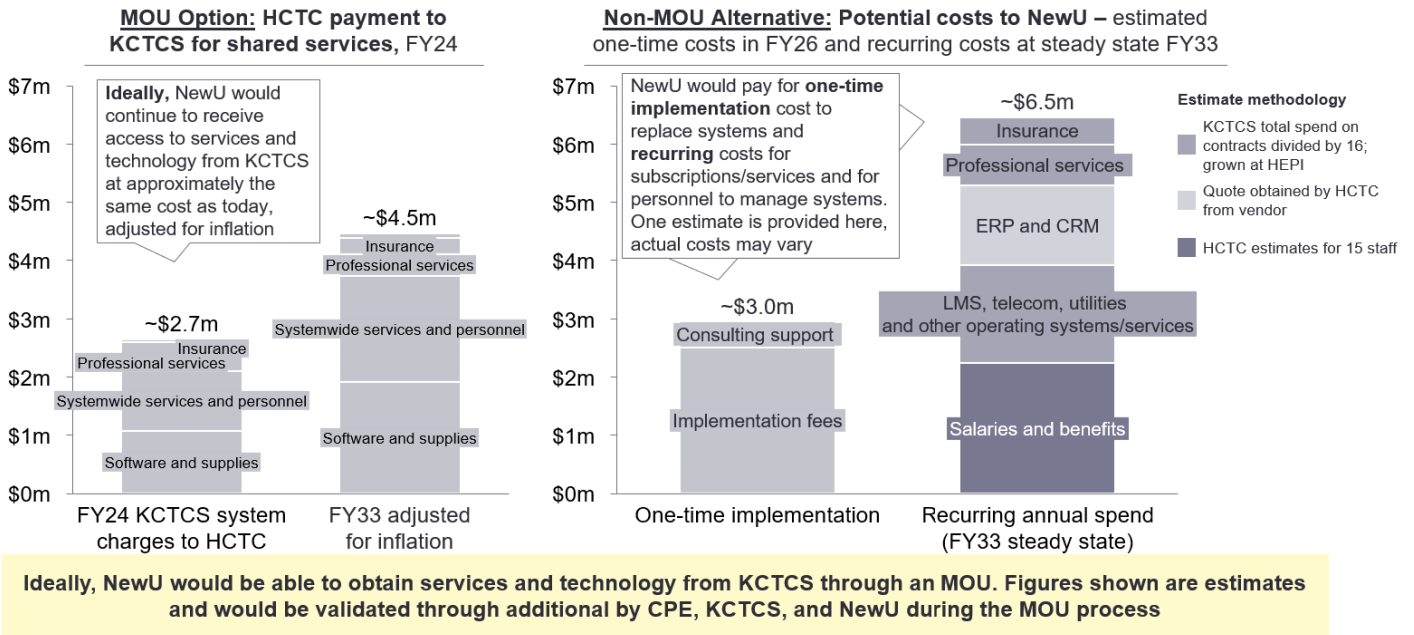 MOU Option: HCTC payment to
KCTCS for shared services, FY24
$7m
$6m
$5m
$4m
$3m
$2m
$1m
$0m
Ideally, NewU would
continue to receive
access to services and
technology from KCTCS
at approximately the
same cost as today,
adjusted for inflation
~$2.7m
Insurance
Professional services
Systemwide services and personnel
Software and supplies
~$4.5m
Insurance
Professional services
Systemwide services and personnel
Software and supplies
FY24 KCTCS system
charges to HCTC
FY33 adjusted
for inflation
Non-MOU Alternative: Potential costs to NewU – estimated
one-time costs in FY26 and recurring costs at steady state FY33
$7m
$6m
$5m
$4m
$3m
$2m
$1m
$0m
NewU would pay for one-time
implementation cost to
replace systems and
recurring costs for
subscriptions/services and for
personnel to manage systems.
One estimate is provided here,
actual costs may vary
~$3.0m
Consulting support
Implementation fees
~$6.5m
Insurance
Professional services
ERP and CRM
LMS, telecom, utilities
and other operating systems/services
Salaries and benefits
One-time implementation
Recurring annual spend
(FY33 steady state)
Estimate methodology
KCTCS total spend on
contracts divided by 16;
grown at HEPI
Quote obtained by HCTC
from vendor
HCTC estimates for 15 staff
Ideally, NewU would be able to obtain services and technology from KCTCS through an MOU. Figures shown are estimates
and would be validated through additional by CPE, KCTCS, and NewU during the MOU process